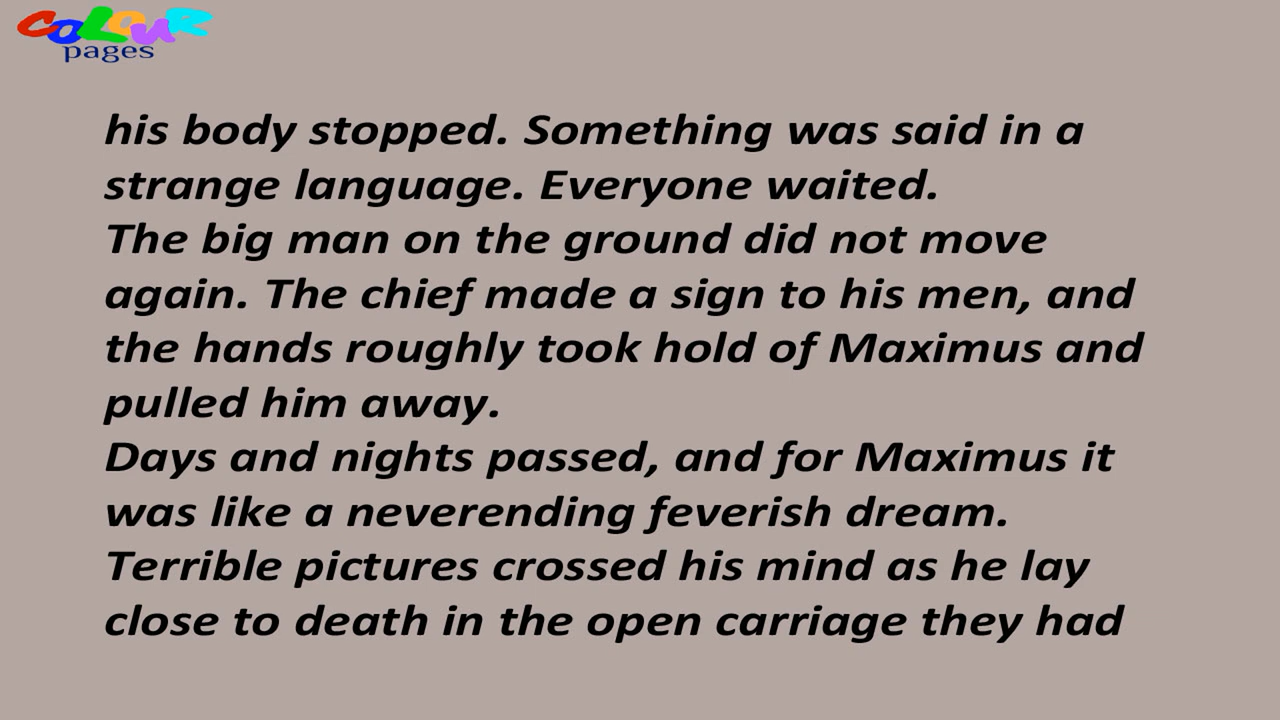 COLOUR
pages
his body stopped. Something was said in a
strange language. Everyone waited.
The big man on the ground did not move
again. The chief made a sign to his men, and
the hands roughly took hold of Maximus and
pulled him away.
Days and nights passed, and for Maximus it
was like a neverending feverish dream.
Terrible pictures crossed his mind as he lay
close to death in the open carriage they had